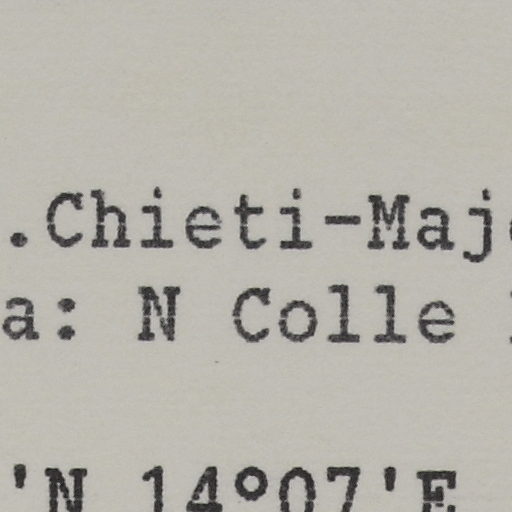 .Chieti-Maj
a: N Colle
'N 14°07'E